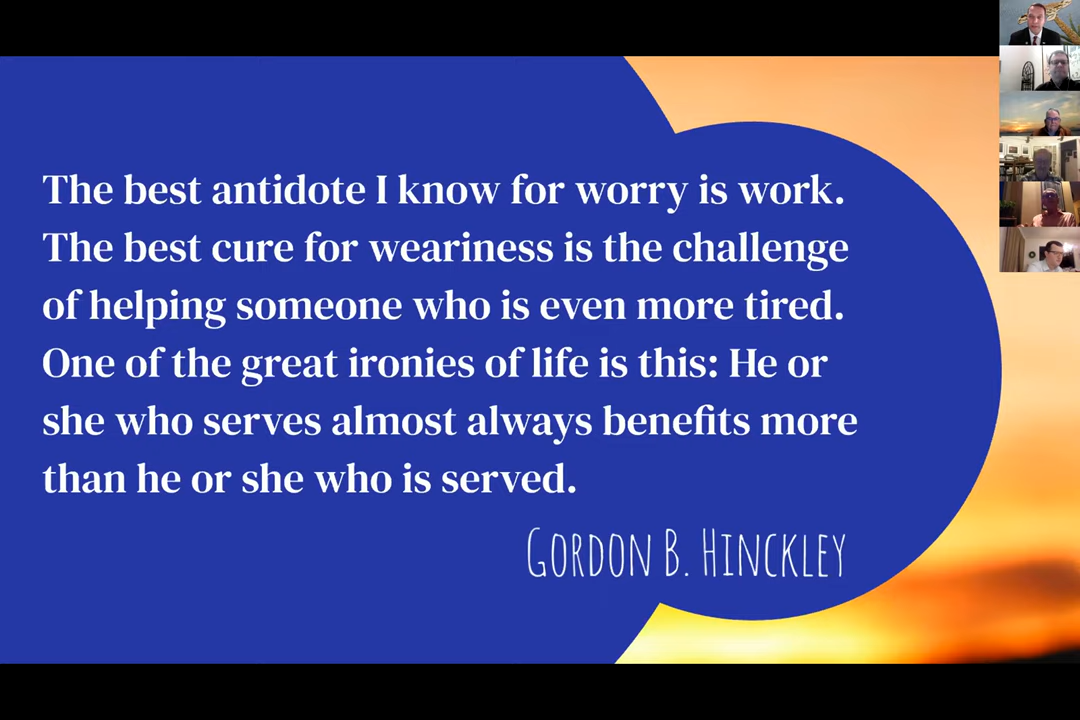 The best antidote I know for worry is work.
The best cure for weariness is the challenge
of helping someone who is even more tired.
One of the great ironies of life is this: He or
she who serves almost always benefits more
than he or she who is served.
GORDON B. HINCKLEY